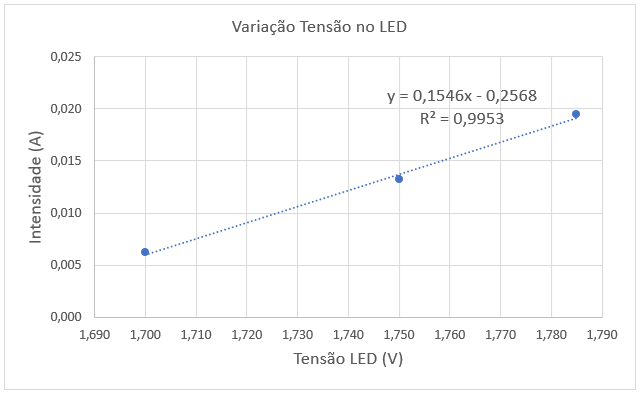 Variação Tensão no LED
0,025
0,020
0,015
0,010
0,005
0,000
Intensidade (A)
y = 0,1546x - 0,2568
R² = 0,9953
1,690 1,700 1,710 1,720 1,730 1,740 1,750 1,760 1,770 1,780 1,790
Tensão LED (V)